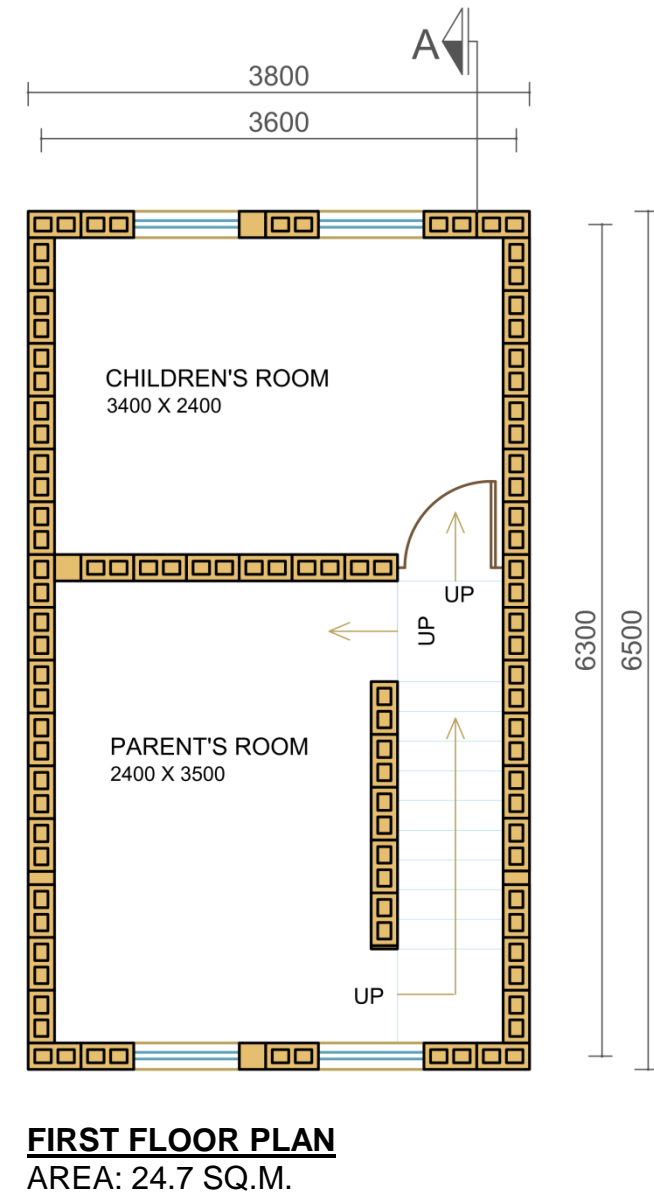 A
3800
3600
CHILDREN'S ROOM
3400 X 2400
UP
UP
6300
6500
PARENT'S ROOM
2400 X 3500
UP
FIRST FLOOR PLAN
AREA: 24.7 SQ.M.